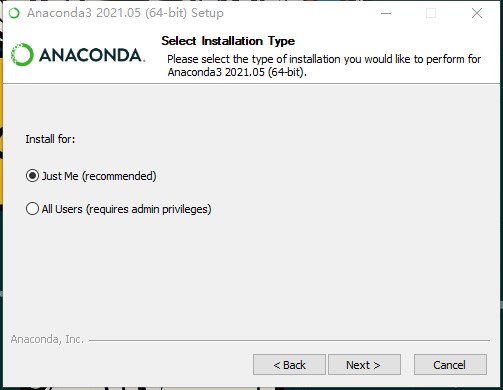 Anaconda3 2021.05 (64-bit) Setup
ANACONDA.
Select Installation Type
Please select the type of installation you would like to perform for
Anaconda3 2021.05 (64-bit).
Install for:
Just Me (recommended)
All Users (requires admin privileges)
Anaconda, Inc.
< Back
Next >
Cancel